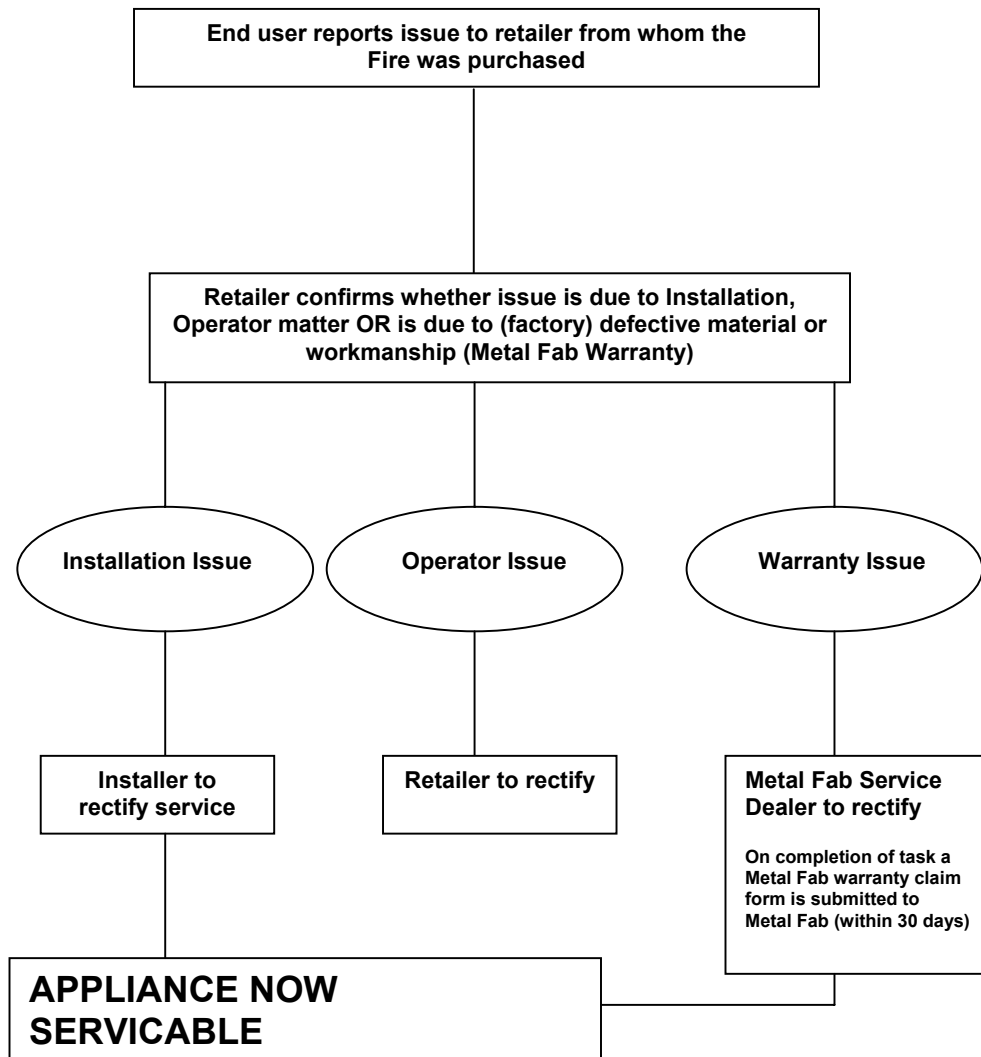 End user reports issue to retailer from whom the
Fire was purchased
Retailer confirms whether issue is due to Installation,
Operator matter OR is due to (factory) defective material or
workmanship (Metal Fab Warranty)
Installation Issue
Operator Issue
Warranty Issue
Installer to
rectify service
Retailer to rectify
Metal Fab Service
Dealer to rectify
On completion of task a
Metal Fab warranty claim
form is submitted to
Metal Fab (within 30 days)
APPLIANCE NOW
SERVICABLE